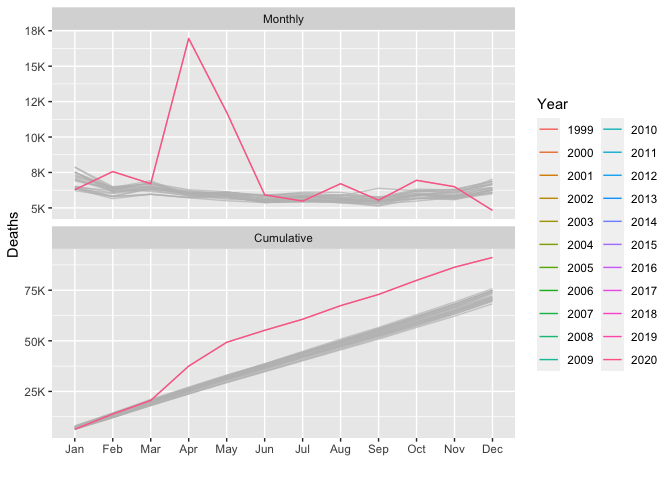 Monthly
18K
15K
12K
10K
8K
5K
Deaths
Cumulative
75K
50K
25K
Jan Feb Mar Apr May Jun Jul Aug Sep Oct Nov Dec
Year
1999 2010
2000 2011
2001 2012
2002 2013
2003 2014
2004 2015
2005 2016
2006 2017
2007 2018
2008 2019
2009 2020